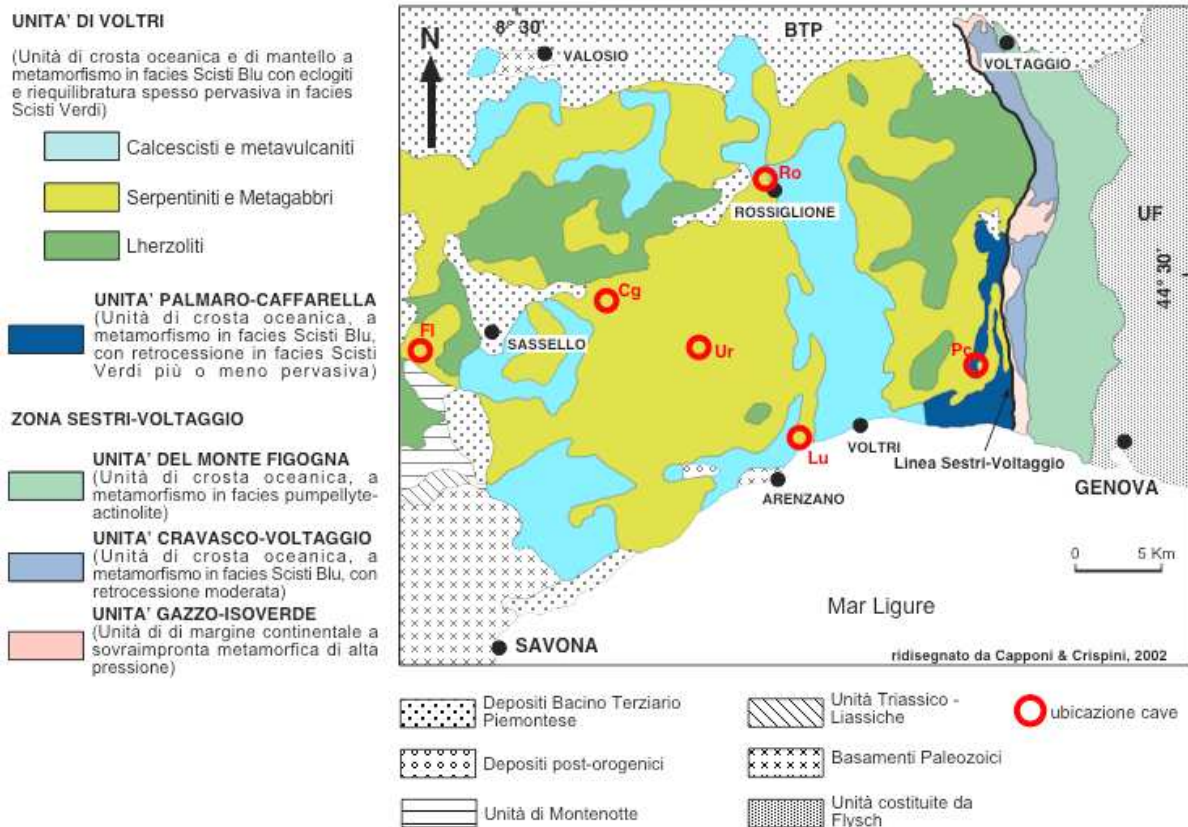 UNITA' DI VOLTRI
(Unità di crosta oceanica e di mantello a
metamorfismo in facies Scisti Blu con eclogiti
e riequilibratura spesso pervasiva in facies
Scisti Verdi)
Calcescisti e metavulcaniti
Serpentiniti e Metagabbri
Lherzoliti
UNITA' PALMARO-CAFFARELLA
(Unità di crosta oceanica, a
metamorfismo in facies Scisti Blu,
con retrocessione in facies Scisti
Verdi più o meno pervasiva)
ZONA SESTRI-VOLTAGGIO
UNITA' DEL MONTE FIGOGNA
(Unità di crosta oceanica, a
metamorfismo in facies pumpellyte-
actinolite)
UNITA' CRAVASCO-VOLTAGGIO
(Unità di crosta oceanica, a
metamorfismo in facies Scisti Blu, con
retrocessione moderata)
UNITA' GAZZO-ISOVERDE
(Unità di di margine continentale a
sovraimpronta metamorfica di alta
pressione)
8° 30'
N
BTP
VALOSIO
VOLTAGGIO
Ro
ROSSIGLIONE
UF
44° 30'
Cg
Fl
SASSELLO
Ur
Pc
Lu
VOLTRI
Linea Sestri-Voltaggio
ARENZANO
GENOVA
0 5 Km
Mar Ligure
SAVONA
ridisegnato da Capponi & Crispini, 2002
Depositi Bacino Terziario
Piemontese
Unità Triassico -
Liassiche
ubicazione cave
Depositi post-orogenici
Basamenti Paleozoici
Unità di Montenotte
Unità costituite da
Flysch